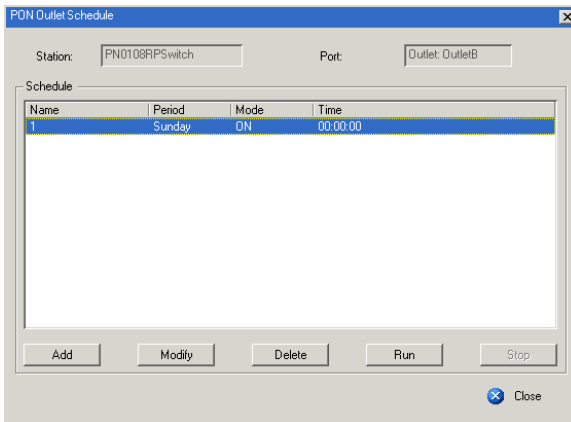 PON Outlet Schedule
Station: PN0108RPSwitch Port: Outlet: OutletB
Schedule
Name Period Mode Time
1 Sunday ON 00:00:00
Add Modify Delete Run Stop
Close